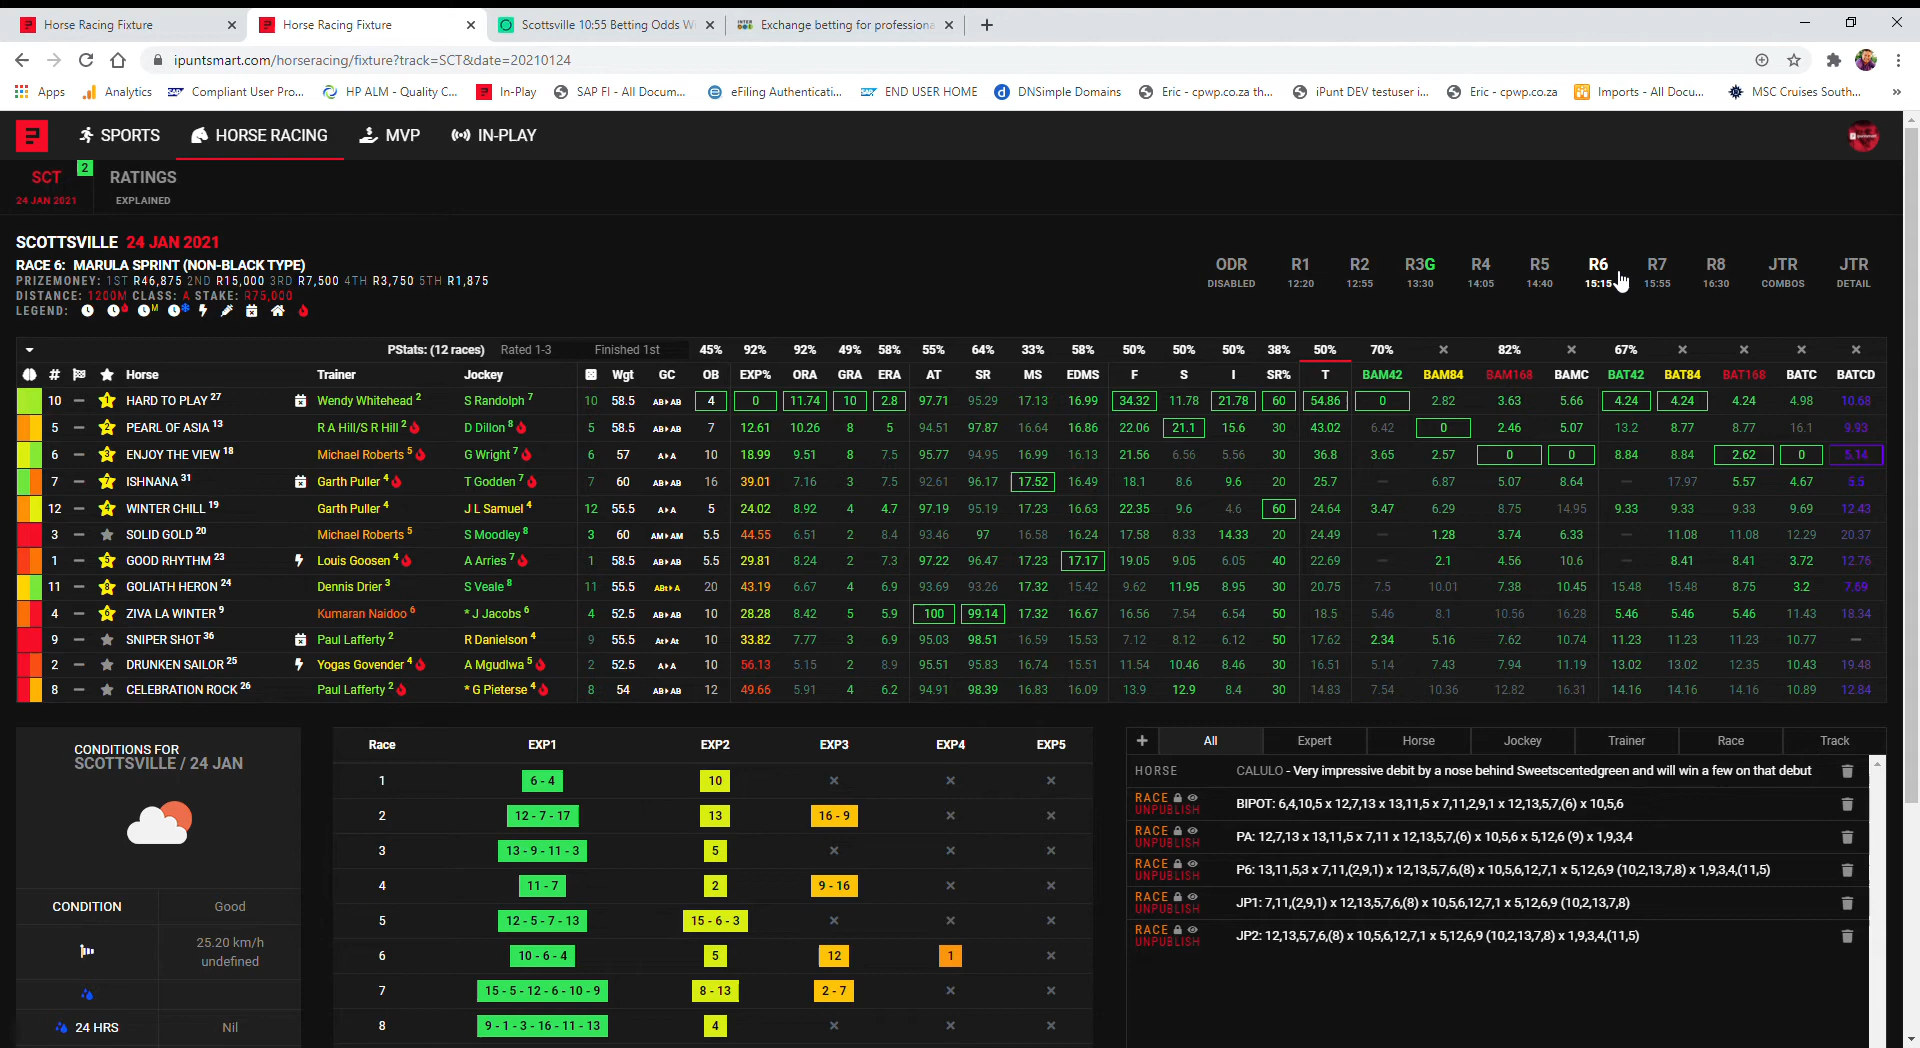 Horse Racing Fixture
Horse Racing Fixture
Scottsville 10:55 Betting Odds W
Exchange betting for professiona
ipuntsmart.com/horseracing/fixture?track=SCT&date=20210124
Apps Analytics Compliant User Pro... HP ALM - Quality C... In-Play SAP FI - All Docum... eFiling Authenticati... END USER HOME DNSimple Domains Eric - cpwp.co.za th... iPunt DEV testuser i... Eric - cpwp.co.za Imports - All Docu... MSC Cruises South... »
SPORTS HORSE RACING MVP IN-PLAY
SCT 2 RATINGS
24 JAN 2021 EXPLAINED
SCOTTSVILLE 24 JAN 2021
RACE 6: MARULA SPRINT (NON-BLACK TYPE)
PRIZEMONEY: 1ST R46,875 2ND R15,000 3RD R7,500 4TH R3,750 5TH R1,875
DISTANCE: 1200M CLASS: A STAKE: R75,000
LEGEND:
ODR R1 R2 R3G R4 R5 R6 R7 R8 JTR JTR
DISABLED 12:20 12:55 13:30 14:05 14:40 15:15 15:55 16:30 COMBOS DETAIL
PStats: (12 races) Rated 1-3 Finished 1st 45% 92% 92% 49% 58% 55% 64% 33% 58% 50% 50% 50% 38% 50% 70% × 82% × 67% × × × ×
# Horse Trainer Jockey Wgt GC OB EXP% ORA GRA ERA AT SR MS EDMS F S I SR% T BAM42 BAM84 BAM168 BAMC BAT42 BAT84 BAT168 BATC BATCD
10 — 1 HARD TO PLAY 27 Wendy Whitehead 2 S Randolph 7 10 58.5 AB▸AB 4 0 11.74 10 2.8 97.71 95.29 17.13 16.99 34.32 11.78 21.78 60 54.86 0 2.82 3.63 5.66 4.24 4.24 4.24 4.98 10.68
5 — 2 PEARL OF ASIA 13 R A Hill/S R Hill 2 D Dillon 8 5 58.5 AB▸AB 7 12.61 10.26 8 5 94.51 97.87 16.64 16.86 22.06 21.1 15.6 30 43.02 6.42 0 2.46 5.07 13.2 8.77 8.77 16.1 9.93
6 — 3 ENJOY THE VIEW 18 Michael Roberts 5 G Wright 7 6 57 A▸A 10 18.99 9.51 8 7.5 95.77 94.95 16.99 16.13 21.56 6.56 5.56 30 36.8 3.65 2.57 0 0 8.84 8.84 2.62 0 5.14
7 — 7 ISHNANA 31 Garth Puller 4 T Godden 7 7 60 AB▸AB 16 39.01 7.16 3 7.5 92.61 96.17 17.52 16.49 18.1 8.6 9.6 20 25.7 — 6.87 5.07 8.64 — 17.97 5.57 4.67 5.5
12 — 4 WINTER CHILL 19 Garth Puller 4 J L Samuel 4 12 55.5 A▸A 5 24.02 8.92 4 4.7 97.19 95.19 17.23 16.63 22.35 9.6 4.6 60 24.64 3.47 6.29 8.75 14.95 9.33 9.33 9.33 9.69 12.43
3 — SOLID GOLD 20 Michael Roberts 5 S Moodley 8 3 60 AM▸AM 5.5 44.55 6.51 2 8.4 93.46 97 16.58 16.24 17.58 8.33 14.33 20 24.49 — 1.28 3.74 6.33 — 11.08 11.08 12.29 20.37
1 — 5 GOOD RHYTHM 23 Louis Goosen 4 A Arries 7 1 58.5 AB▸AB 5.5 29.81 8.24 2 7.3 97.22 96.47 17.23 17.17 19.05 9.05 6.05 40 22.69 — 2.1 4.56 10.6 — 8.41 8.41 3.72 12.76
11 — 8 GOLIATH HERON 24 Dennis Drier 3 S Veale 8 11 55.5 ABt▸A 20 43.19 6.67 4 6.9 93.69 93.26 17.32 15.42 9.62 11.95 8.95 30 20.75 7.5 10.01 7.38 10.45 15.48 15.48 8.75 3.2 7.69
4 — 6 ZIVA LA WINTER 9 Kumaran Naidoo 6 * J Jacobs 6 4 52.5 AB▸AB 10 28.28 8.42 5 5.9 100 99.14 17.32 16.67 16.56 7.54 6.54 50 18.5 5.46 8.1 10.56 16.28 5.46 5.46 5.46 11.43 18.34
9 — SNIPER SHOT 36 Paul Lafferty 2 R Danielson 4 9 55.5 At▸At 10 33.82 7.77 3 6.9 95.03 98.51 16.59 15.53 7.12 8.12 6.12 50 17.62 2.34 5.16 7.62 10.74 11.23 11.23 11.23 10.77 —
2 — DRUNKEN SAILOR 25 Yogas Govender 4 A Mgudlwa 5 2 52.5 A▸A 10 56.13 5.15 2 8.9 95.51 95.83 16.74 15.51 11.54 10.46 8.46 30 16.51 5.14 7.43 7.94 11.19 13.02 13.02 12.35 10.43 19.48
8 — CELEBRATION ROCK 26 Paul Lafferty 2 * G Pieterse 4 8 54 AB▸AB 12 49.66 5.91 4 6.2 94.91 98.39 16.83 16.09 13.9 12.9 8.4 30 14.83 7.54 10.36 12.82 16.31 14.16 14.16 14.16 10.89 12.84
CONDITIONS FOR
SCOTTSVILLE / 24 JAN
CONDITION Good
25.20 km/h
undefined
24 HRS Nil
Race EXP1 EXP2 EXP3 EXP4 EXP5
1 6 - 4 10 × × ×
2 12 - 7 - 17 13 16 - 9 × ×
3 13 - 9 - 11 - 3 5 × × ×
4 11 - 7 2 9 - 16 × ×
5 12 - 5 - 7 - 13 15 - 6 - 3 × × ×
6 10 - 6 - 4 5 12 1 ×
7 15 - 5 - 12 - 6 - 10 - 9 8 - 13 2 - 7 × ×
8 9 - 1 - 3 - 16 - 11 - 13 4 × × ×
+ All Expert Horse Jockey Trainer Race Track
HORSE CALULO - Very impressive debit by a nose behind Sweetscentedgreen and will win a few on that debut
RACE UNPUBLISH BIPOT: 6,4,10,5 x 12,7,13 x 13,11,5 x 7,11,2,9,1 x 12,13,5,7,(6) x 10,5,6
RACE UNPUBLISH PA: 12,7,13 x 13,11,5 x 7,11 x 12,13,5,7,(6) x 10,5,6 x 5,12,6 (9) x 1,9,3,4
RACE UNPUBLISH P6: 13,11,5,3 x 7,11,(2,9,1) x 12,13,5,7,6,(8) x 10,5,6,12,7,1 x 5,12,6,9 (10,2,13,7,8) x 1,9,3,4,(11,5)
RACE UNPUBLISH JP1: 7,11,(2,9,1) x 12,13,5,7,6,(8) x 10,5,6,12,7,1 x 5,12,6,9 (10,2,13,7,8)
RACE UNPUBLISH JP2: 12,13,5,7,6,(8) x 10,5,6,12,7,1 x 5,12,6,9 (10,2,13,7,8) x 1,9,3,4,(11,5)